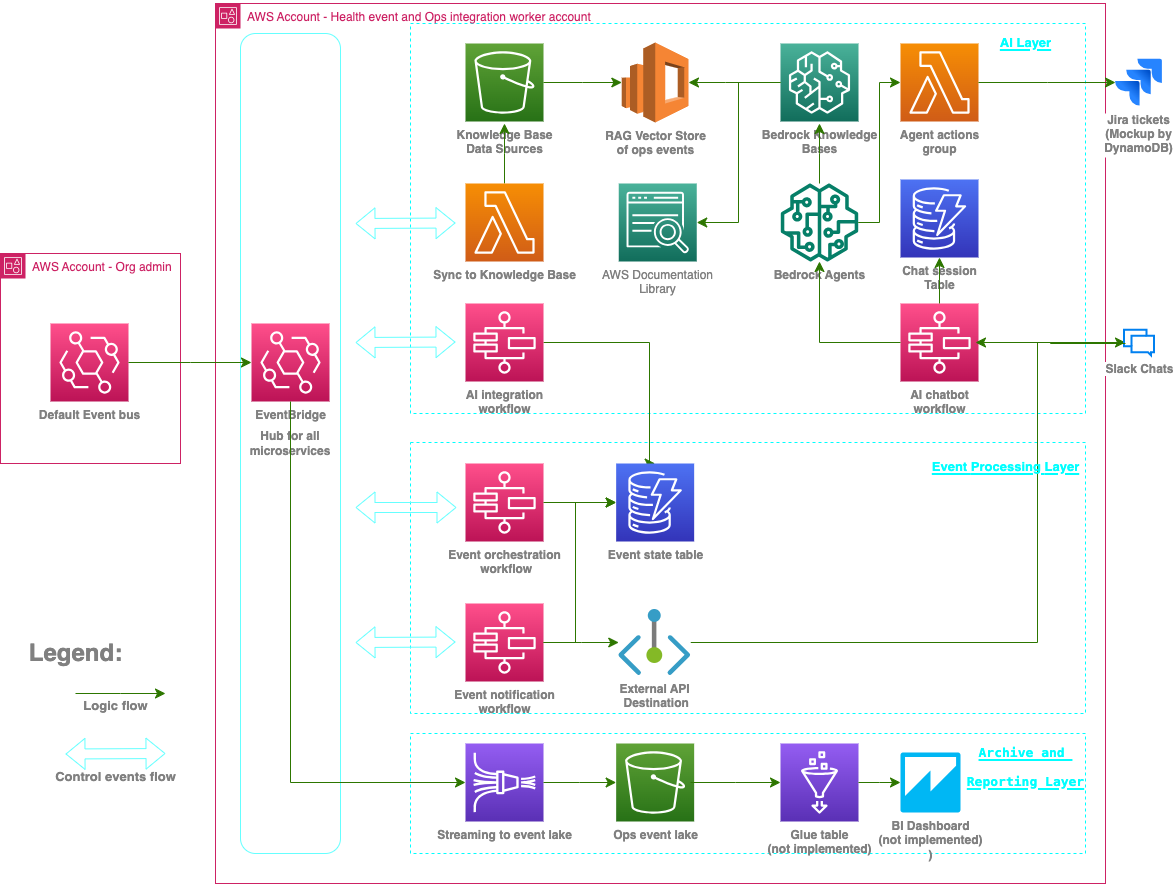 AWS Account - Health event and Ops integration worker account
AI Layer
Knowledge Base
Data Sources
RAG Vector Store
of ops events
Bedrock Knowledge
Bases
Agent actions
group
Jira tickets
(Mockup by
DynamoDB)
Sync to Knowledge Base
AWS Documentation
Library
Bedrock Agents
Chat session
Table
AWS Account - Org admin
Default Event bus
EventBridge
Hub for all
microservices
AI integration
workflow
AI chatbot
workflow
Slack Chats
Event Processing Layer
Event orchestration
workflow
Event state table
Event notification
workflow
External API
Destination
Legend:
Logic flow
Control events flow
Archive and
Reporting Layer
Streaming to event lake
Ops event lake
Glue table
(not implemented)
BI Dashboard
(not implemented)
)